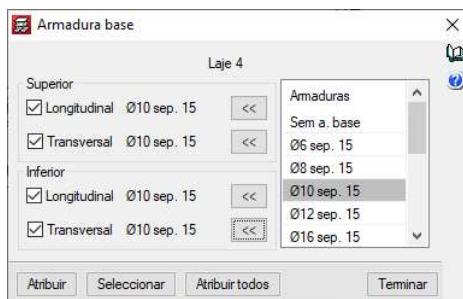 Armadura base
Laje 4
Superior
Longitudinal Ø10 sep. 15 <<
Transversal Ø10 sep. 15 <<
Inferior
Longitudinal Ø10 sep. 15 <<
Transversal Ø10 sep. 15 <<
Armaduras
Sem a. base
Ø6 sep. 15
Ø8 sep. 15
Ø10 sep. 15
Ø12 sep. 15
Ø16 sep. 15
Atribuir Seleccionar Atribuir todos Terminar